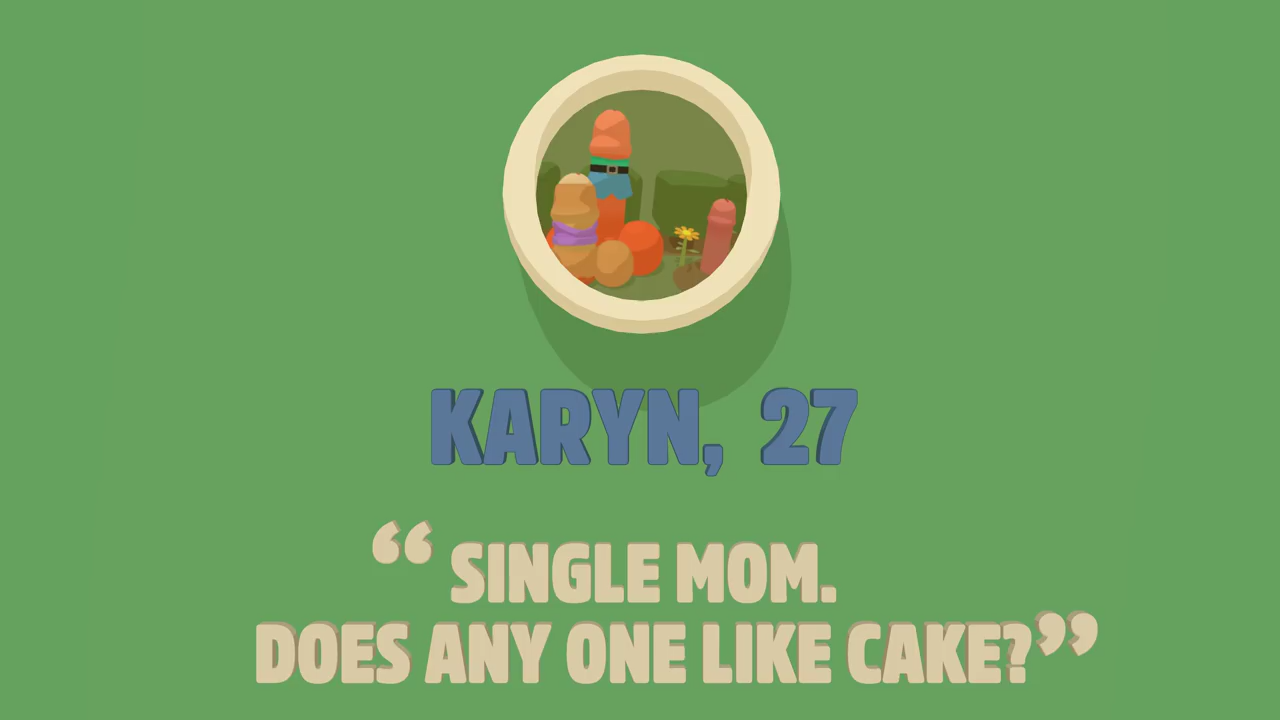 KARYN, 27
“ SINGLE MOM.
DOES ANY ONE LIKE CAKE?”